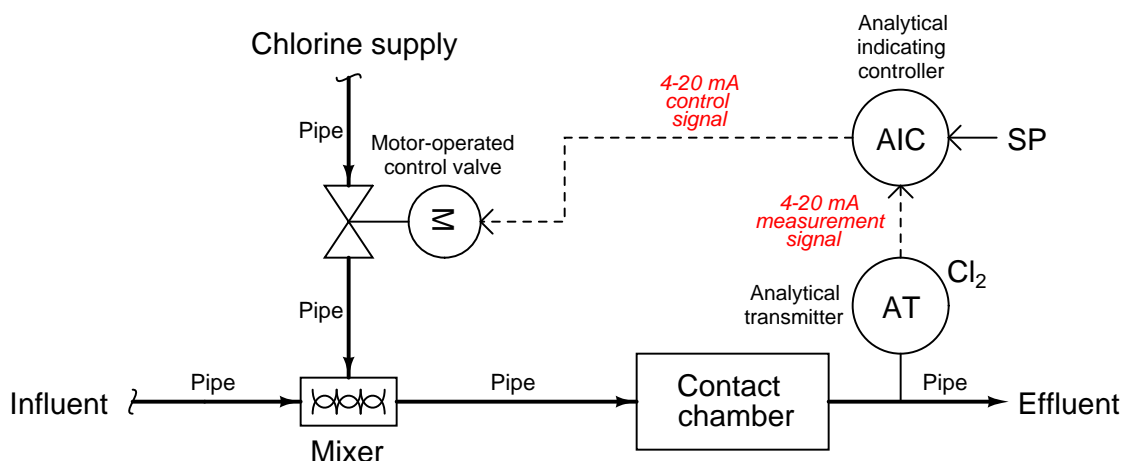 Chlorine supply
Analytical
indicating
controller
4-20 mA
control
signal
Pipe
Motor-operated
control valve
AIC
SP
M
4-20 mA
measurement
signal
Cl2
Pipe
Analytical
transmitter
AT
Influent
Pipe
Pipe
Contact
chamber
Pipe
Effluent
Mixer